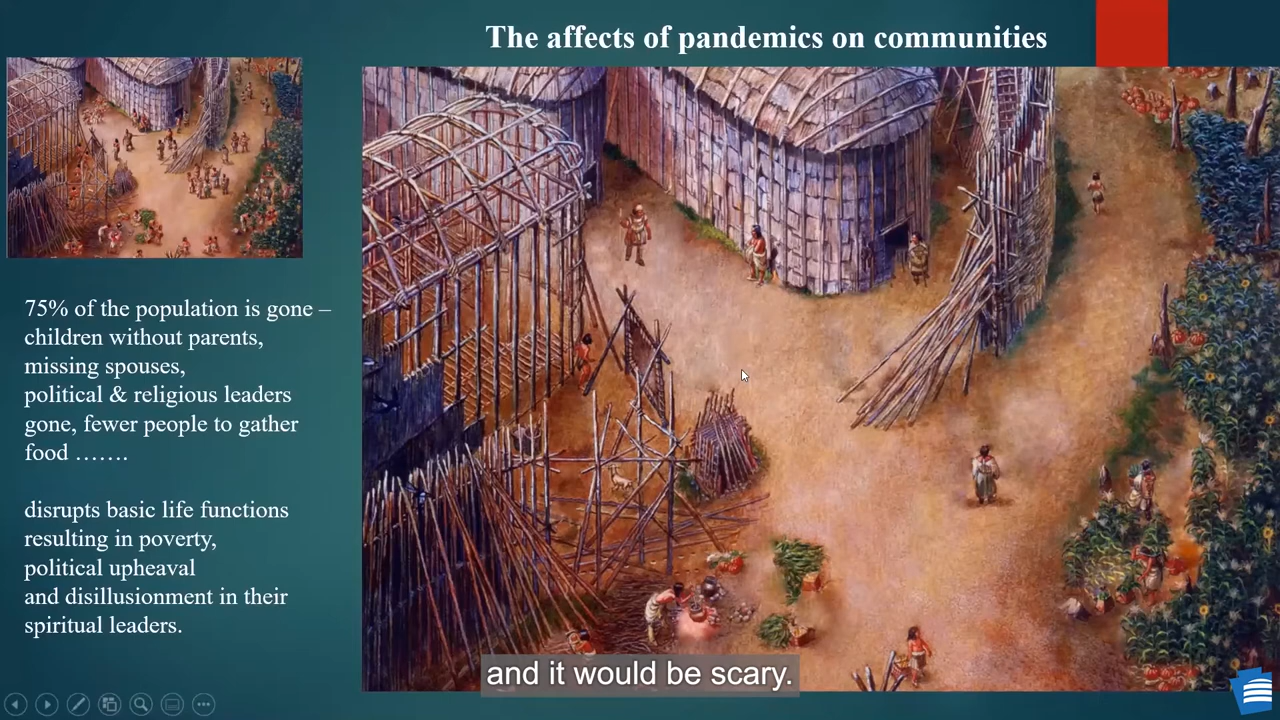 The affects of pandemics on communities
75% of the population is gone –
children without parents,
missing spouses,
political & religious leaders
gone, fewer people to gather
food …….
disrupts basic life functions
resulting in poverty,
political upheaval
and disillusionment in their
spiritual leaders.
and it would be scary.